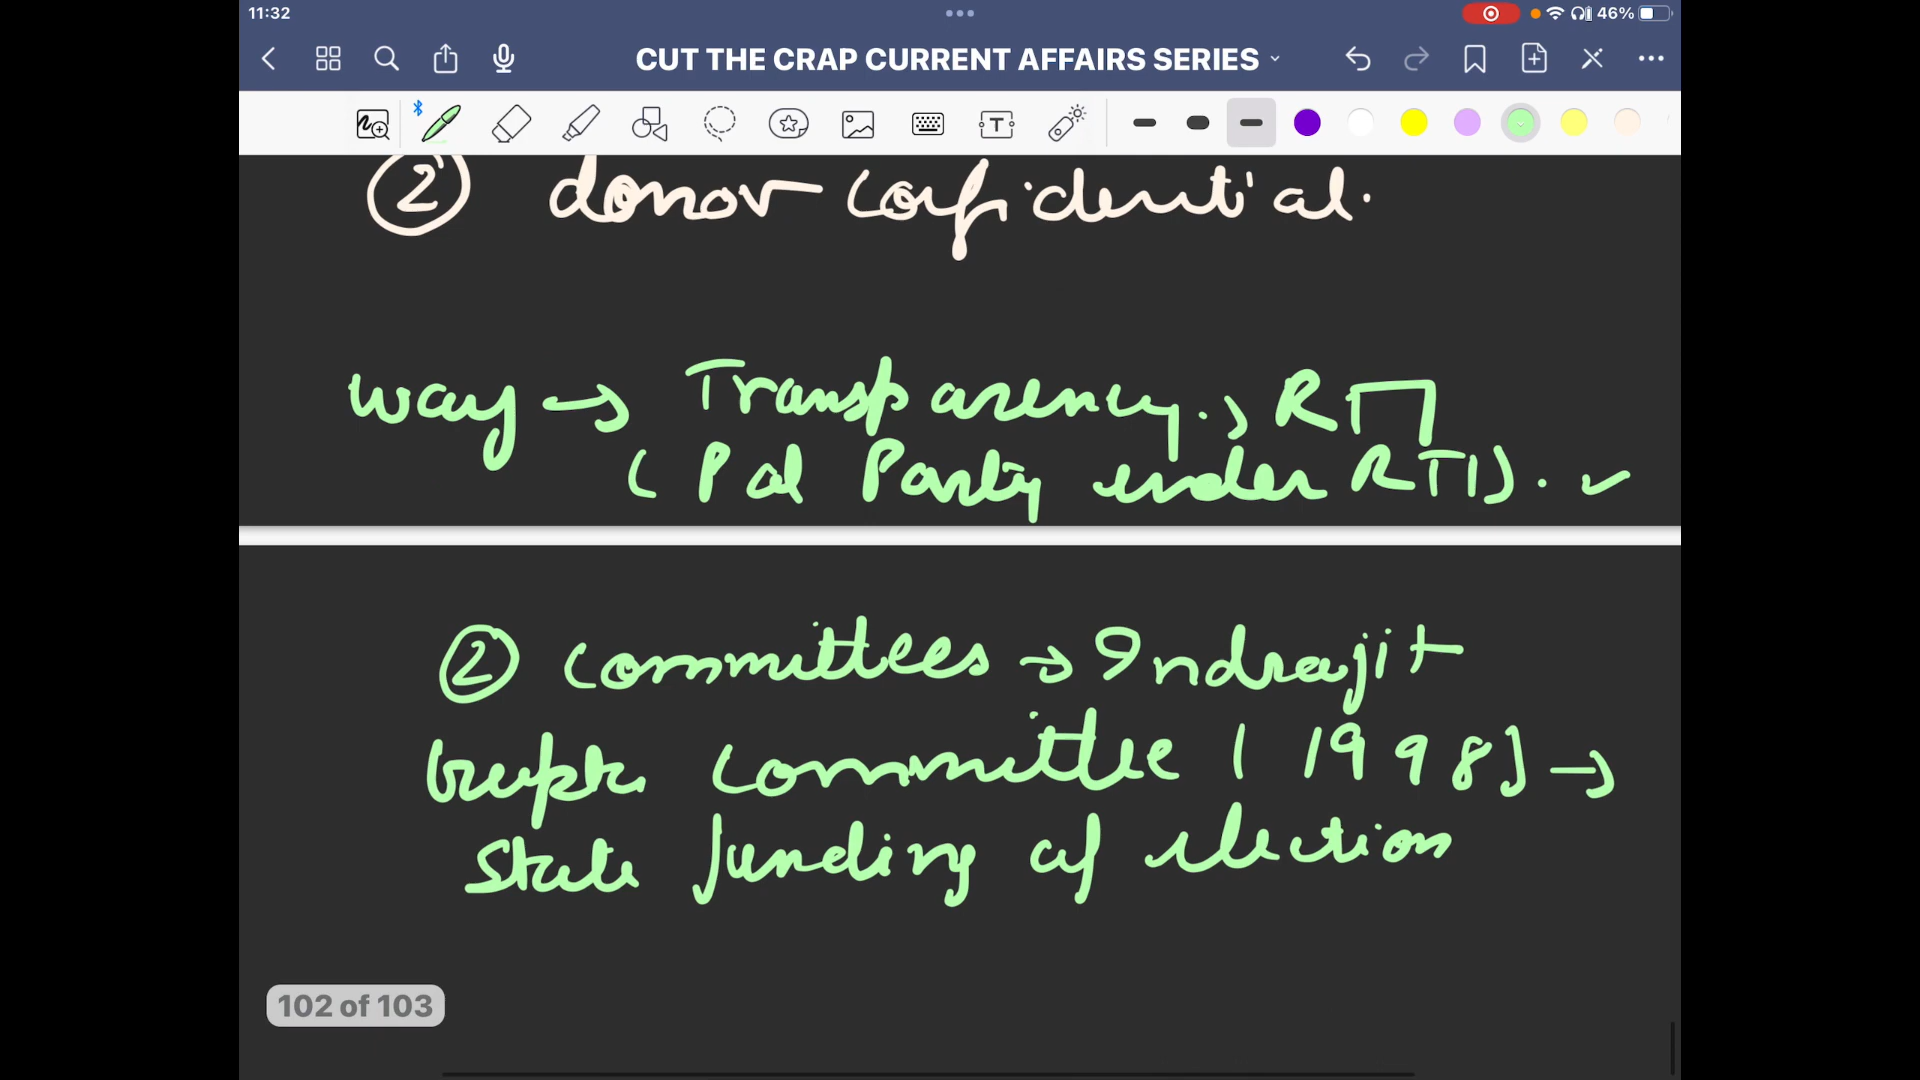 11:32
46%
CUT THE CRAP CURRENT AFFAIRS SERIES
② donor confidential.
way → Transparency., RTI
(Pol Party under RTI). ✓
② Committees → Indrajit
Gupta Committee (1998) →
State funding of election
102 of 103